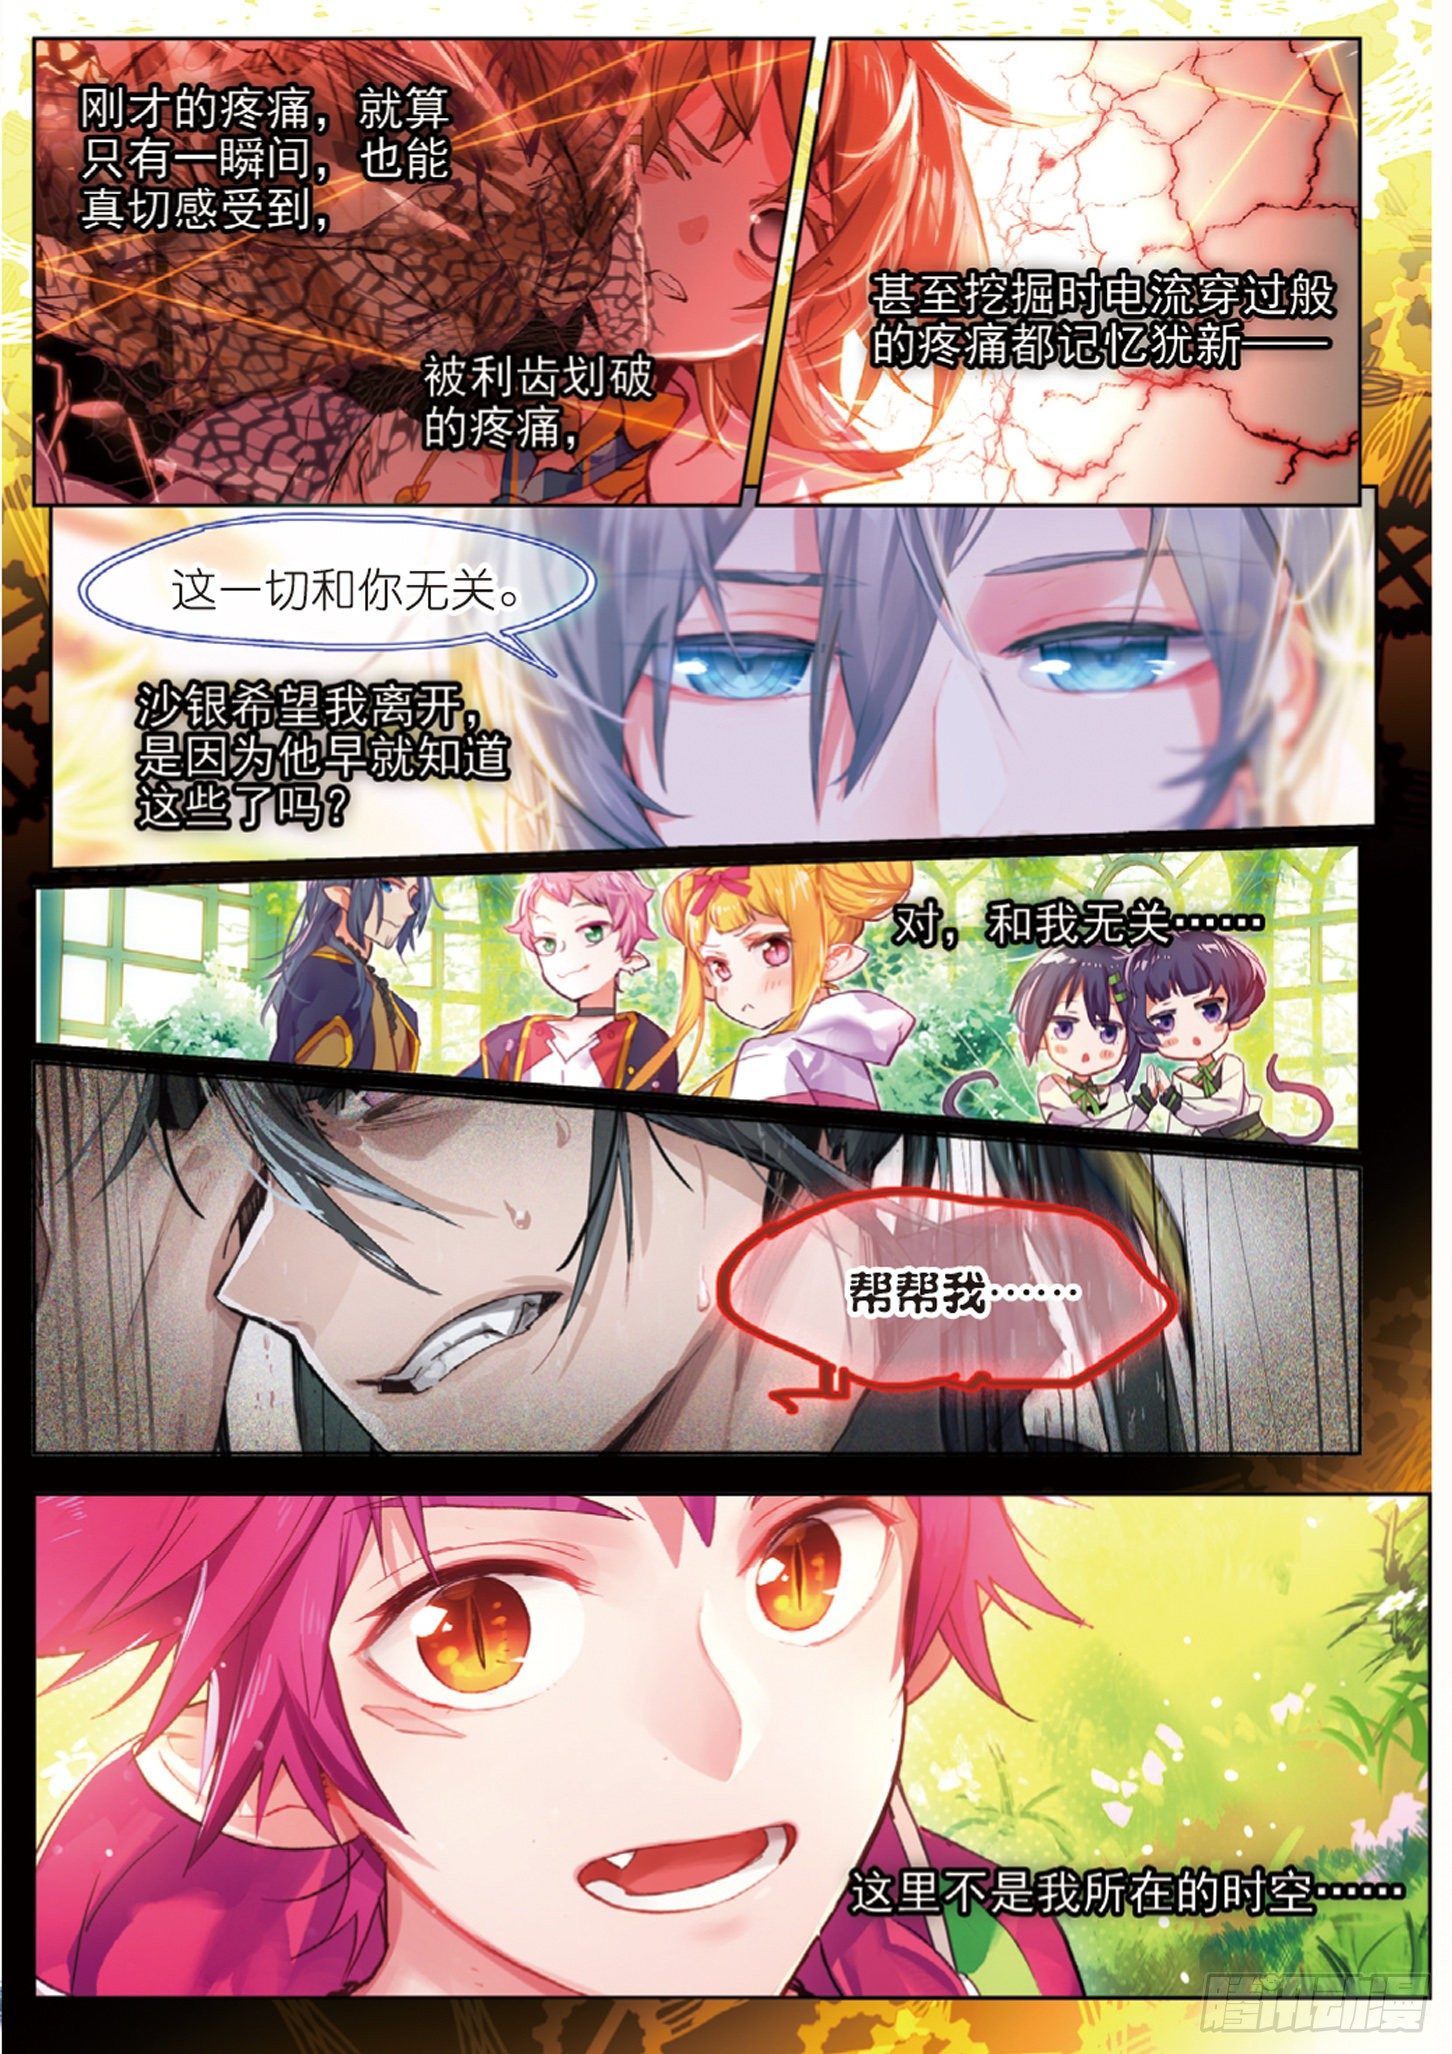 刚才的疼痛，就算
只有一瞬间，也能
真切感受到，
被利齿划破
的疼痛，
甚至挖掘时电流穿过般
的疼痛都记忆犹新——
这一切和你无关。
沙银希望我离开，
是因为他早就知道
这些了吗？
对，和我无关……
帮帮我……
这里不是我所在的时空……
腾讯动漫